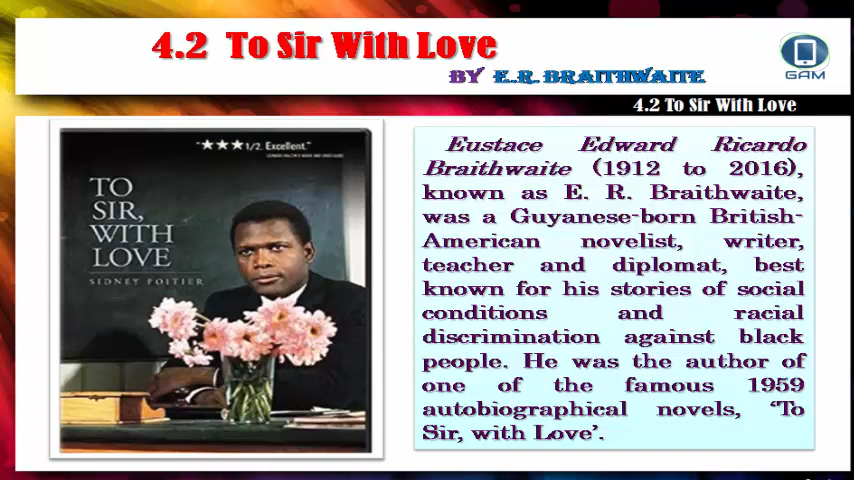 4.2 To Sir With Love
BY E.R. BRAITHWAITE
GAM
4.2 To Sir With Love
"★★★1/2. Excellent."
TO
SIR,
WITH
LOVE
SIDNEY POITIER
Eustace Edward Ricardo
Braithwaite (1912 to 2016),
known as E. R. Braithwaite,
was a Guyanese-born British-
American novelist, writer,
teacher and diplomat, best
known for his stories of social
conditions and racial
discrimination against black
people. He was the author of
one of the famous 1959
autobiographical novels, ‘To
Sir, with Love’.